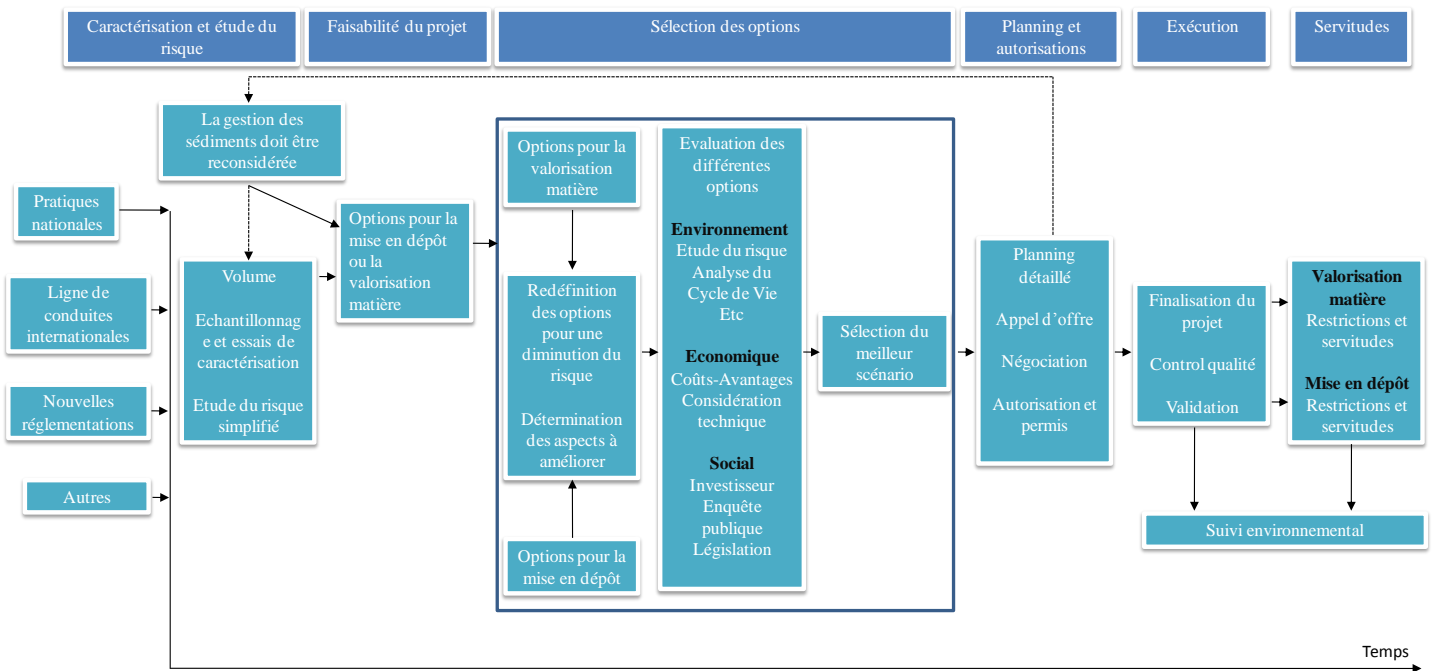 Caractérisation et étude du
risque
Faisabilité du projet
Sélection des options
Planning et
autorisations
Exécution
Servitudes
La gestion des
sédiments doit être
reconsidérée
Pratiques
nationales
Ligne de
conduites
internationales
Nouvelles
réglementations
Autres
Volume
Echantillonnag
e et essais de
caractérisation
Etude du risque
simplifié
Options pour la
mise en dépôt
ou la
valorisation
matière
Options pour la
valorisation
matière
Redéfinition
des options
pour une
diminution du
risque
Détermination
des aspects à
améliorer
Options pour la
mise en dépôt
Evaluation des
différentes
options
Environnement
Etude du risque
Analyse du
Cycle de Vie
Etc
Economique
Coûts-Avantages
Considération
technique
Social
Investisseur
Enquête
publique
Législation
Sélection du
meilleur
scénario
Planning
détaillé
Appel d’offre
Négociation
Autorisation et
permis
Finalisation du
projet
Control qualité
Validation
Valorisation
matière
Restrictions et
servitudes
Mise en dépôt
Restrictions et
servitudes
Suivi environnemental
Temps